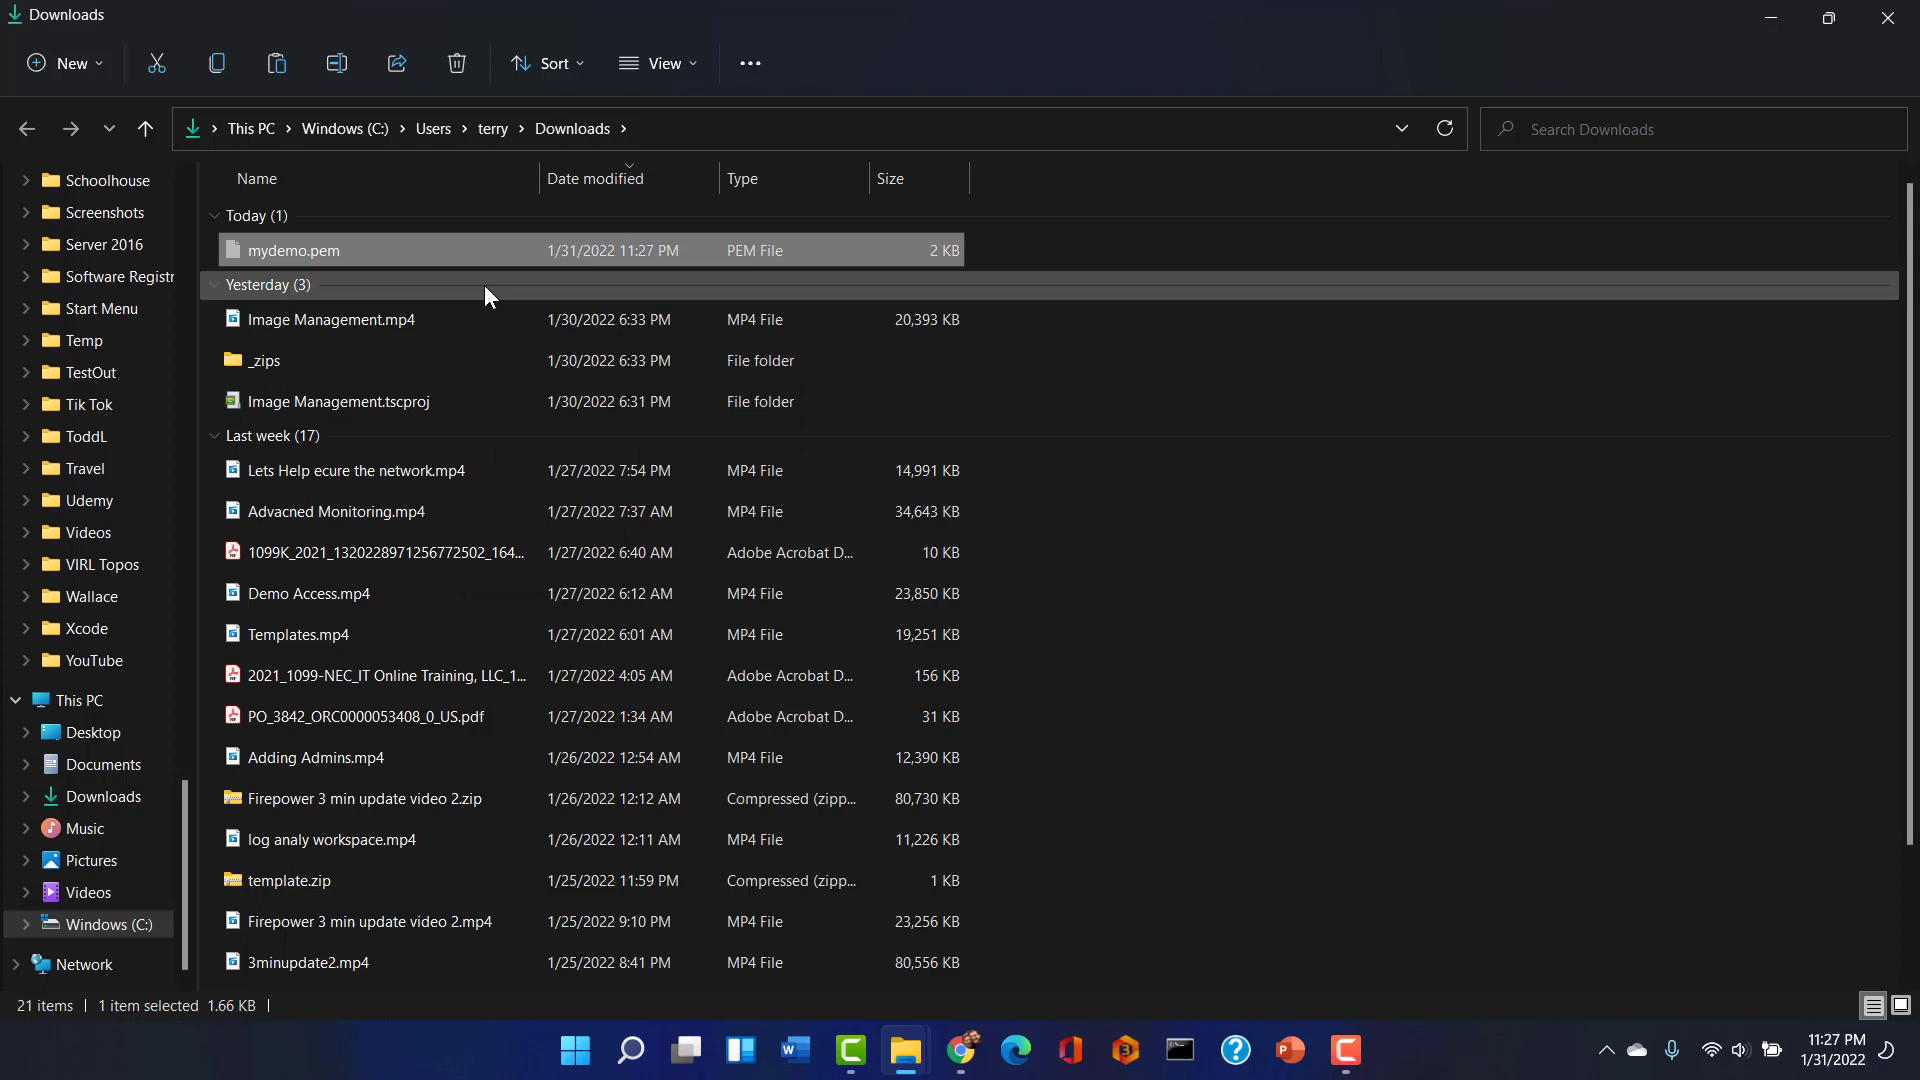 Downloads
New
Sort
View
This PC > Windows (C:) > Users > terry > Downloads >
Search Downloads
Schoolhouse
Screenshots
Server 2016
Software Registr
Start Menu
Temp
TestOut
Tik Tok
ToddL
Travel
Udemy
Videos
VIRL Topos
Wallace
Xcode
YouTube
This PC
Desktop
Documents
Downloads
Music
Pictures
Videos
Windows (C:)
Network
Name Date modified Type Size
Today (1)
mydemo.pem 1/31/2022 11:27 PM PEM File 2 KB
Yesterday (3)
Image Management.mp4 1/30/2022 6:33 PM MP4 File 20,393 KB
_zips 1/30/2022 6:33 PM File folder
Image Management.tscproj 1/30/2022 6:31 PM File folder
Last week (17)
Lets Help ecure the network.mp4 1/27/2022 7:54 PM MP4 File 14,991 KB
Advacned Monitoring.mp4 1/27/2022 7:37 AM MP4 File 34,643 KB
1099K_2021_1320228971256772502_164... 1/27/2022 6:40 AM Adobe Acrobat D... 10 KB
Demo Access.mp4 1/27/2022 6:12 AM MP4 File 23,850 KB
Templates.mp4 1/27/2022 6:01 AM MP4 File 19,251 KB
2021_1099-NEC_IT Online Training, LLC_1... 1/27/2022 4:05 AM Adobe Acrobat D... 156 KB
PO_3842_ORC0000053408_0_US.pdf 1/27/2022 1:34 AM Adobe Acrobat D... 31 KB
Adding Admins.mp4 1/26/2022 12:54 AM MP4 File 12,390 KB
Firepower 3 min update video 2.zip 1/26/2022 12:12 AM Compressed (zipp... 80,730 KB
log analy workspace.mp4 1/26/2022 12:11 AM MP4 File 11,226 KB
template.zip 1/25/2022 11:59 PM Compressed (zipp... 1 KB
Firepower 3 min update video 2.mp4 1/25/2022 9:10 PM MP4 File 23,256 KB
3minupdate2.mp4 1/25/2022 8:41 PM MP4 File 80,556 KB
21 items | 1 item selected 1.66 KB |
11:27 PM
1/31/2022